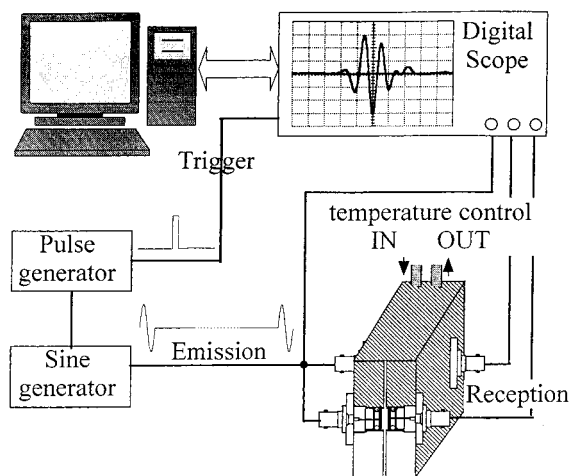 Digital
Scope
Trigger
temperature control
IN OUT
Pulse
generator
Sine
generator
Emission
Reception